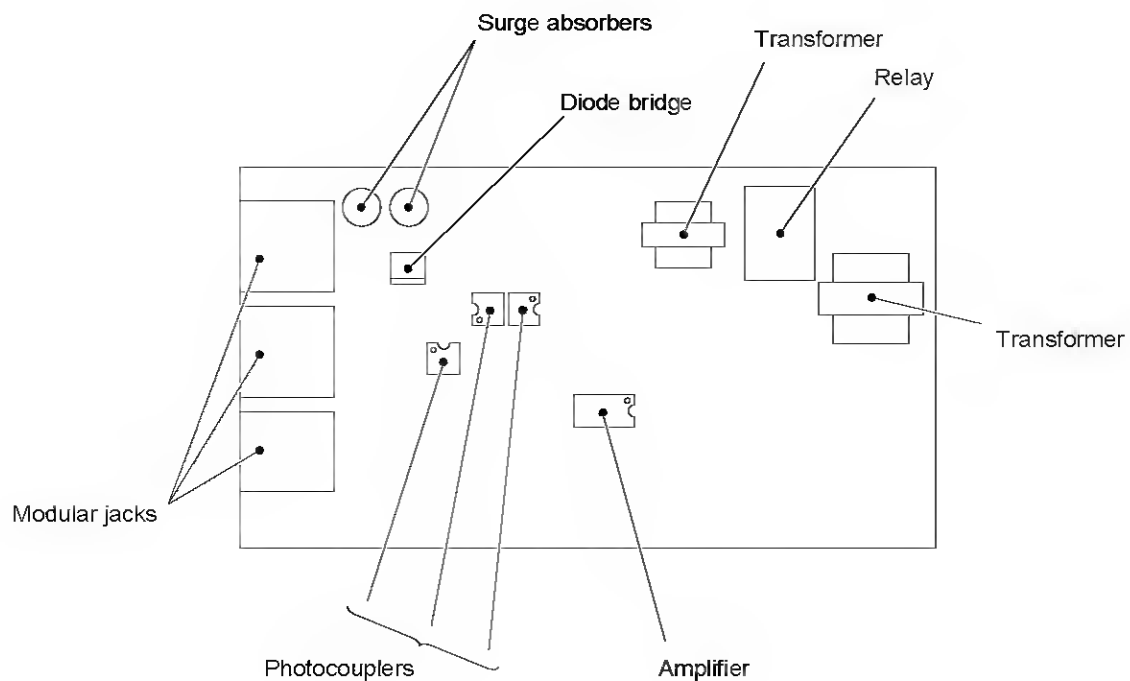 Surge absorbers
Transformer
Relay
Diode bridge
Transformer
Modular jacks
Photocouplers
Amplifier